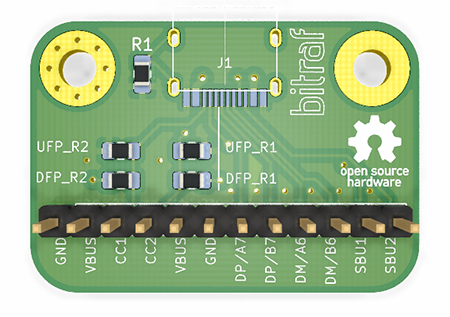 R1
J1
bitraf
UFP_R2
UFP_R1
DFP_R2
DFP_R1
open source
hardware
GND
VBUS
CC1
CC2
VBUS
GND
DP/A7
DP/B7
DM/A6
DM/B6
SBU1
SBU2